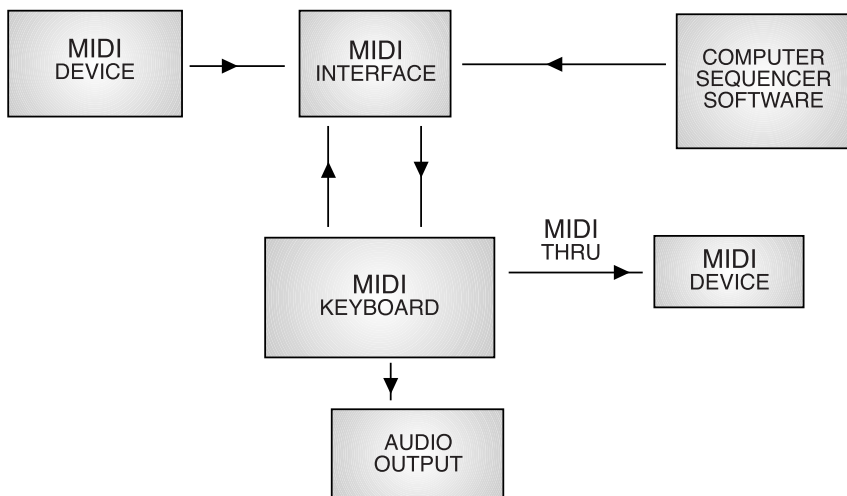 MIDI
DEVICE
MIDI
INTERFACE
COMPUTER
SEQUENCER
SOFTWARE
MIDI
KEYBOARD
MIDI
THRU
MIDI
DEVICE
AUDIO
OUTPUT